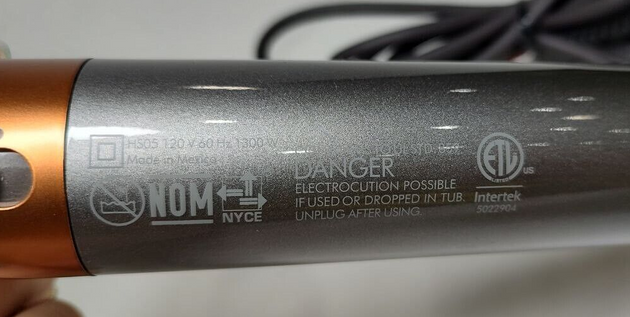 HS05 120 V 60 Hz 1300 W
Made in Mexico
NOM
NYCE
DANGER
ELECTROCUTION POSSIBLE
IF USED OR DROPPED IN TUB.
UNPLUG AFTER USING.
ETL
US
Intertek
5022904